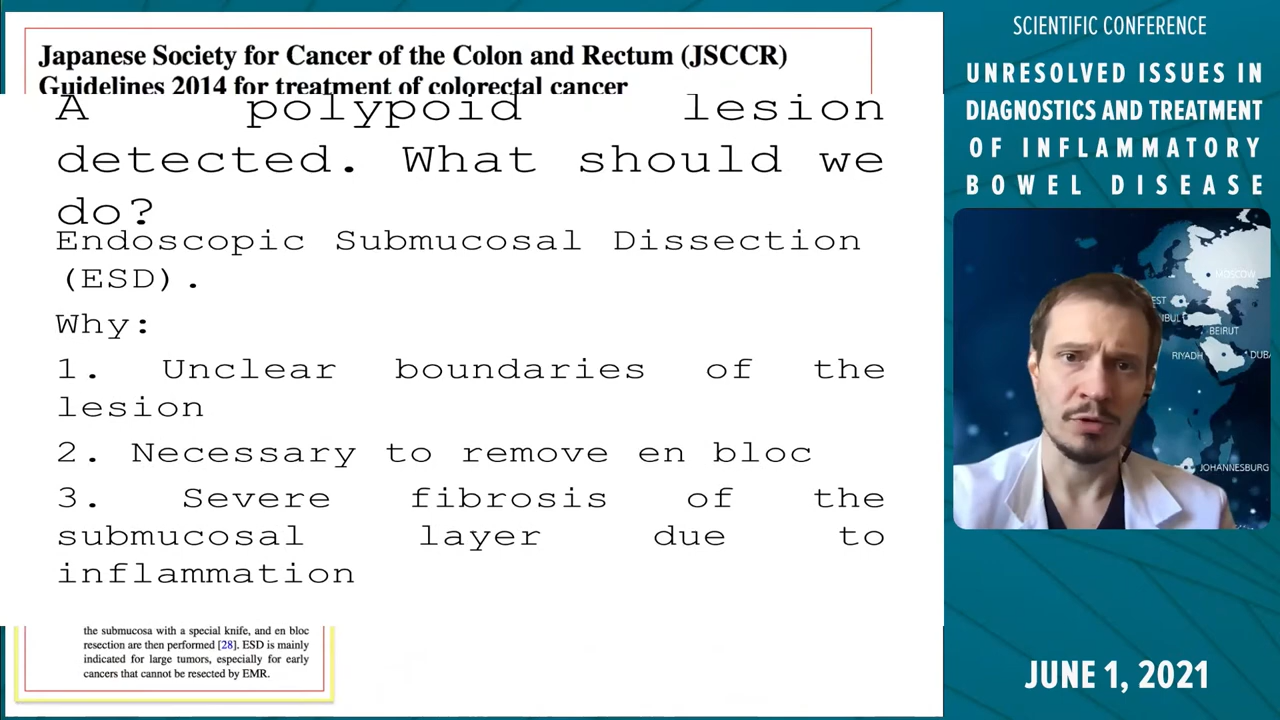 Japanese Society for Cancer of the Colon and Rectum (JSCCR)
Guidelines 2014 for treatment of colorectal cancer
A polypoid lesion
detected. What should we
do?
Endoscopic Submucosal Dissection
(ESD).
Why:
1. Unclear boundaries of the
lesion
2. Necessary to remove en bloc
3. Severe fibrosis of the
submucosal layer due to
inflammation
the submucosa with a special knife, and en bloc
resection are then performed [28]. ESD is mainly
indicated for large tumors, especially for early
cancers that cannot be resected by EMR.
SCIENTIFIC CONFERENCE
UNRESOLVED ISSUES IN
DIAGNOSTICS AND TREATMENT
OF INFLAMMATORY
BOWEL DISEASE
MOSCOW
EST
IBUL
BEIRUT
RIYADH
DUBA
JOHANNESBURG
JUNE 1, 2021